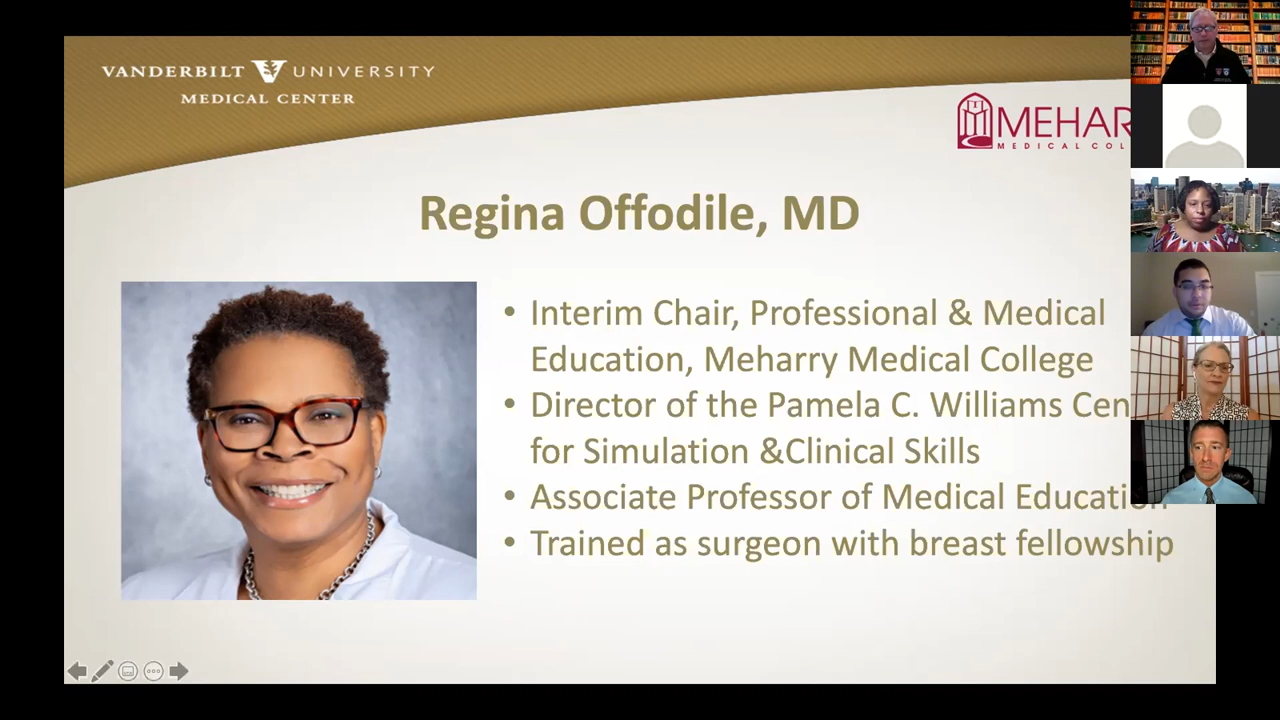 VANDERBILT UNIVERSITY
MEDICAL CENTER
MEHAR
MEDICAL COL
Regina Offodile, MD
• Interim Chair, Professional & Medical
Education, Meharry Medical College
• Director of the Pamela C. Williams Cen
for Simulation &Clinical Skills
• Associate Professor of Medical Educati
• Trained as surgeon with breast fellowship